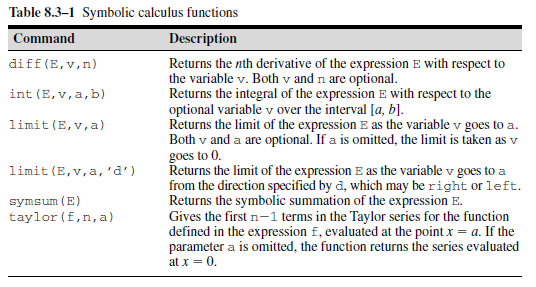 Table 8.3–1 Symbolic calculus functions
Command Description
diff(E,v,n) Returns the nth derivative of the expression E with respect to
the variable v. Both v and n are optional.
int(E,v,a,b) Returns the integral of the expression E with respect to the
optional variable v over the interval [a, b].
limit(E,v,a) Returns the limit of the expression E as the variable v goes to a.
Both v and a are optional. If a is omitted, the limit is taken as v
goes to 0.
limit(E,v,a,'d') Returns the limit of the expression E as the variable v goes to a
from the direction specified by d, which may be right or left.
symsum(E) Returns the symbolic summation of the expression E.
taylor(f,n,a) Gives the first n−1 terms in the Taylor series for the function
defined in the expression f, evaluated at the point x = a. If the
parameter a is omitted, the function returns the series evaluated
at x = 0.